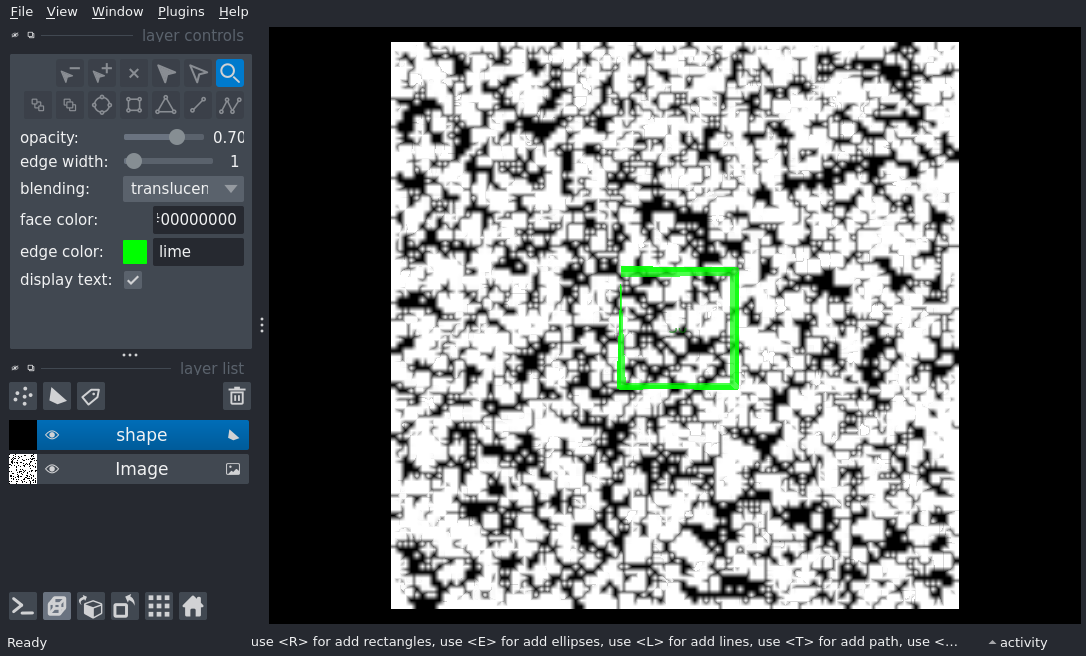 File View Window Plugins Help
layer controls
opacity: 0.70
edge width: 1
blending: translucen
face color: 00000000
edge color: lime
display text:
layer list
shape
Image
Ready use <R> for add rectangles, use <E> for add ellipses, use <L> for add lines, use <T> for add path, use <... activity